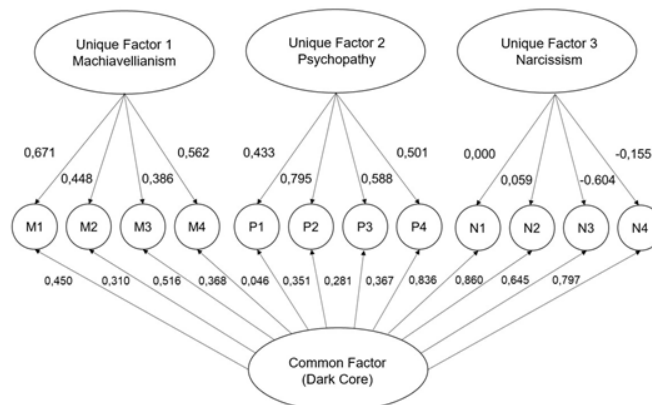 Unique Factor 1
Machiavellianism
Unique Factor 2
Psychopathy
Unique Factor 3
Narcissism
0,671
0,448
0,386
0,562
0,433
0,795
0,588
0,501
0,000
0,059
-0.604
-0,155
M1
M2
M3
M4
P1
P2
P3
P4
N1
N2
N3
N4
0,450
0,310
0,516
0,368
0,046
0,351
0,281
0,367
0,836
0,860
0,645
0,797
Common Factor
(Dark Core)